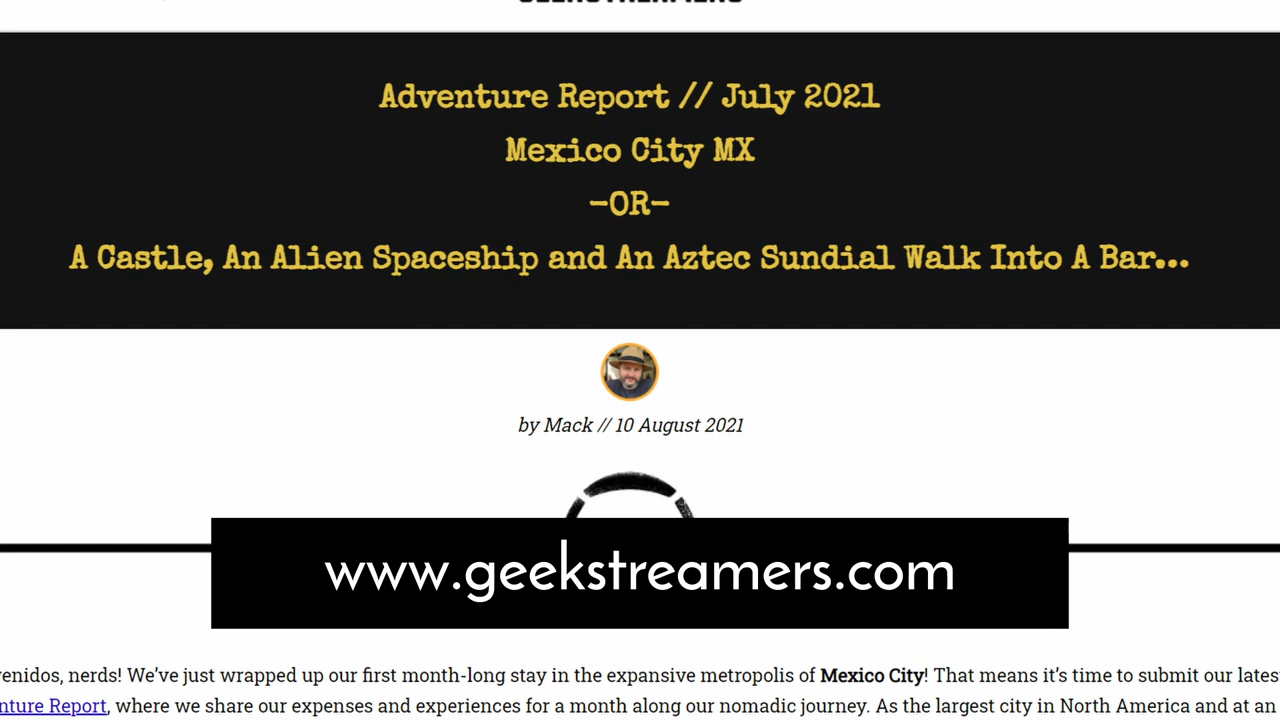 Adventure Report // July 2021
Mexico City MX
-OR-
A Castle, An Alien Spaceship and An Aztec Sundial Walk Into A Bar...
by Mack // 10 August 2021
www.geekstreamers.com
venidos, nerds! We've just wrapped up our first month-long stay in the expansive metropolis of Mexico City! That means it's time to submit our lates
nture Report, where we share our expenses and experiences for a month along our nomadic journey. As the largest city in North America and at an